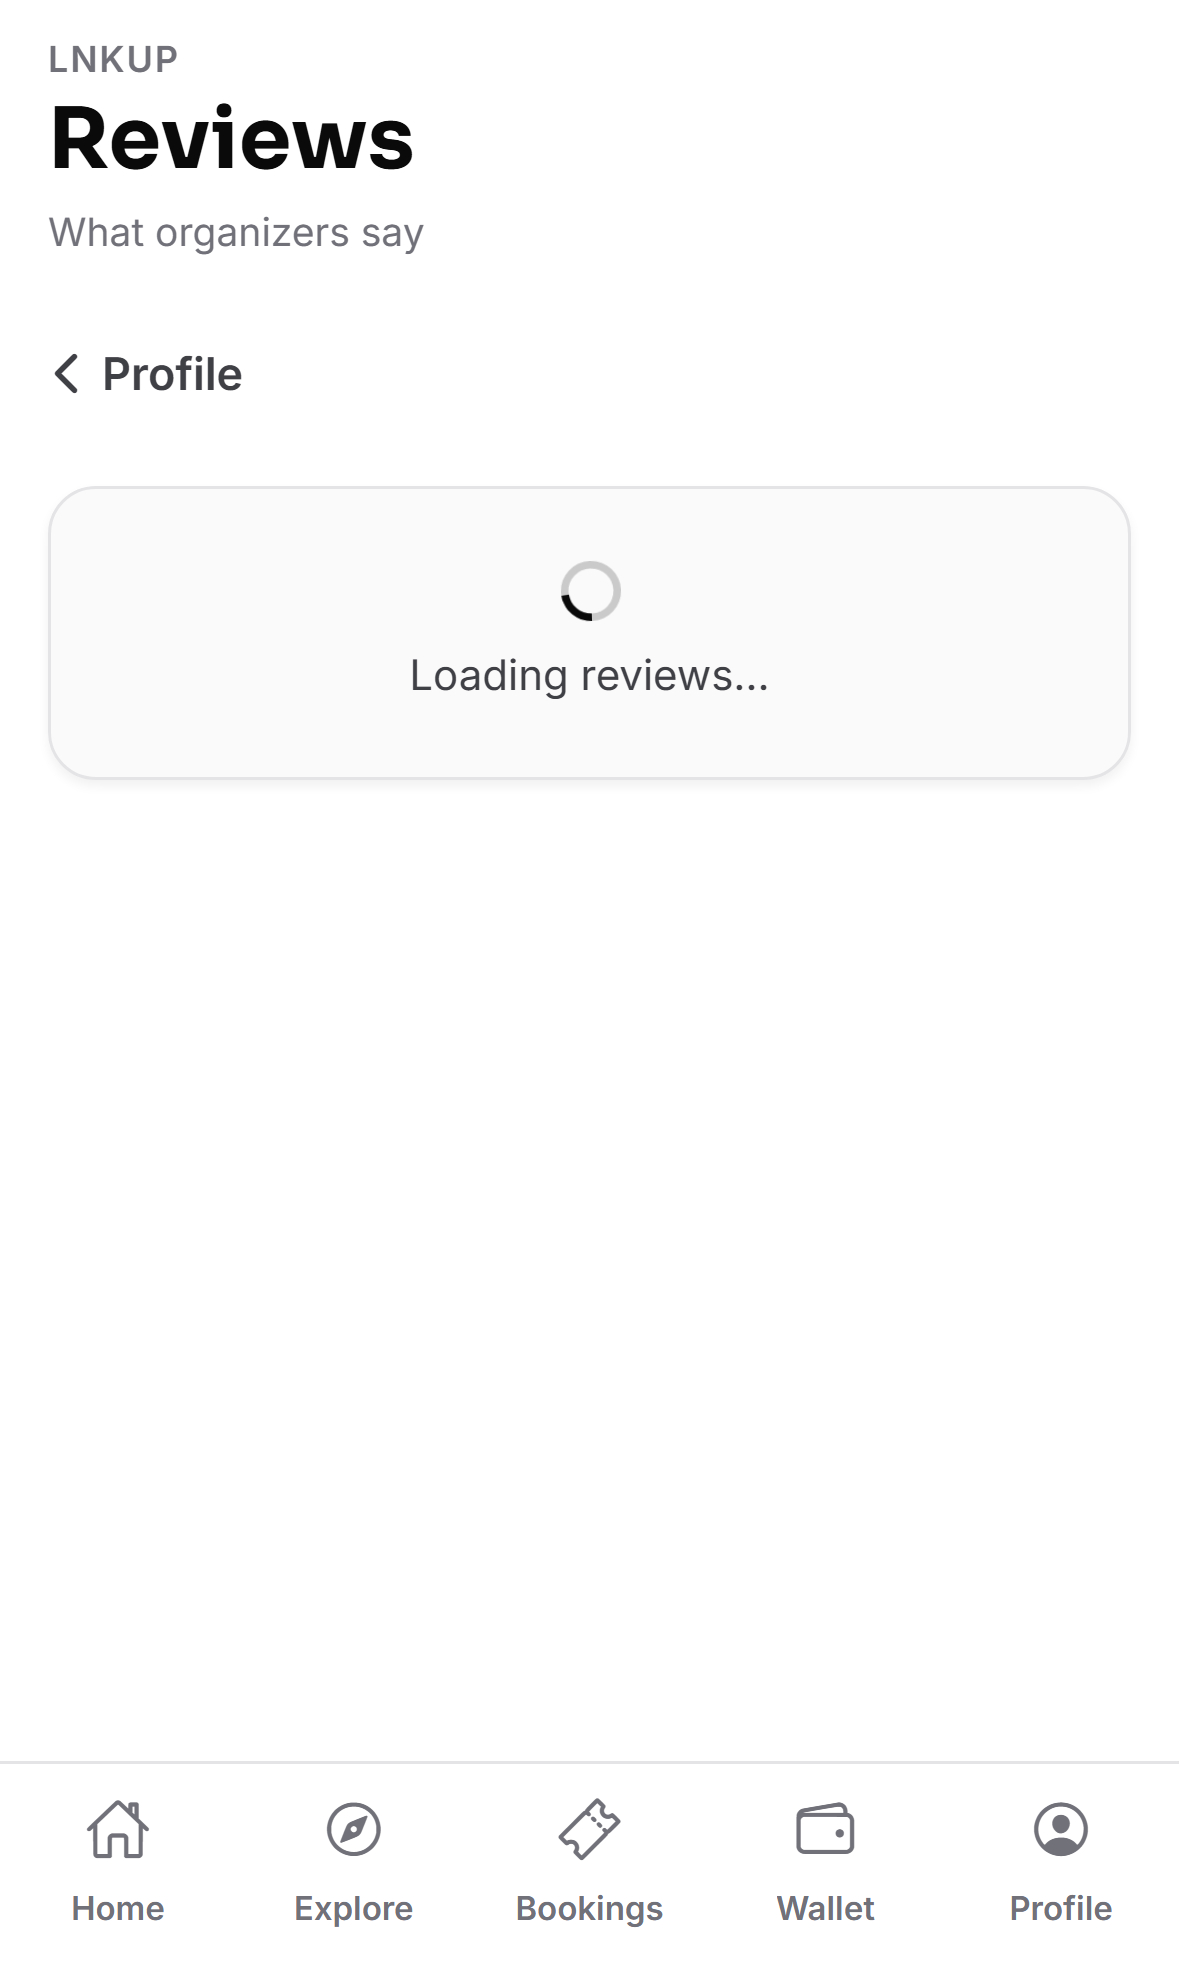 LNKUP
Reviews
What organizers say
Profile
Loading reviews...
Home
Explore
Bookings
Wallet
Profile